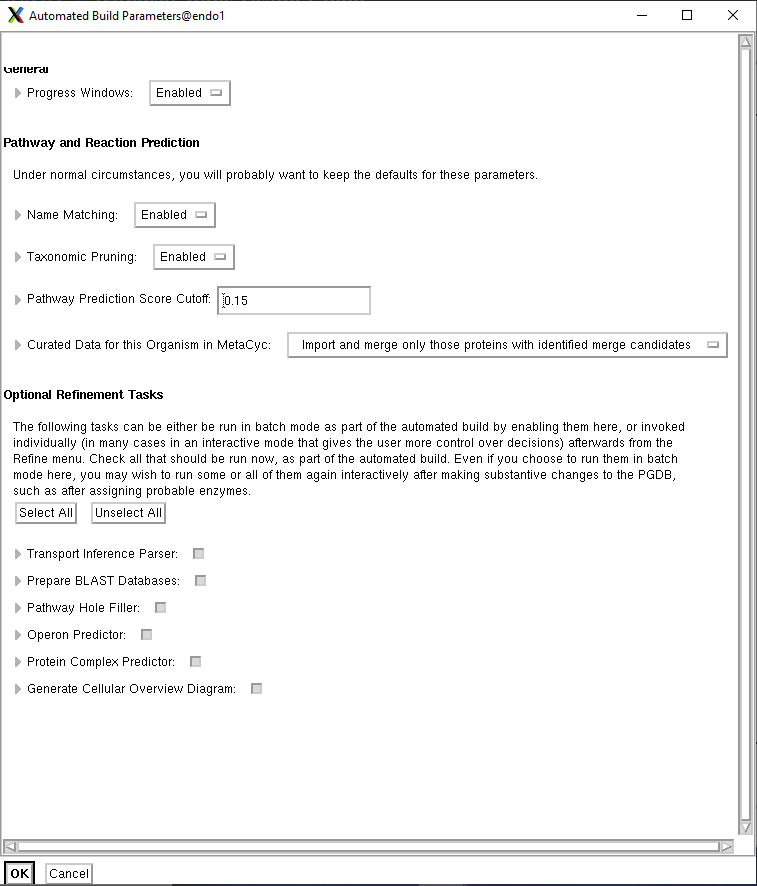 Automated Build Parameters@endo1
General
Progress Windows: Enabled
Pathway and Reaction Prediction
Under normal circumstances, you will probably want to keep the defaults for these parameters.
Name Matching: Enabled
Taxonomic Pruning: Enabled
Pathway Prediction Score Cutoff: 0.15
Curated Data for this Organism in MetaCyc: Import and merge only those proteins with identified merge candidates
Optional Refinement Tasks
The following tasks can be either be run in batch mode as part of the automated build by enabling them here, or invoked
individually (in many cases in an interactive mode that gives the user more control over decisions) afterwards from the
Refine menu. Check all that should be run now, as part of the automated build. Even if you choose to run them in batch
mode here, you may wish to run some or all of them again interactively after making substantive changes to the PGDB,
such as after assigning probable enzymes.
Select All Unselect All
Transport Inference Parser:
Prepare BLAST Databases:
Pathway Hole Filler:
Operon Predictor:
Protein Complex Predictor:
Generate Cellular Overview Diagram:
OK Cancel